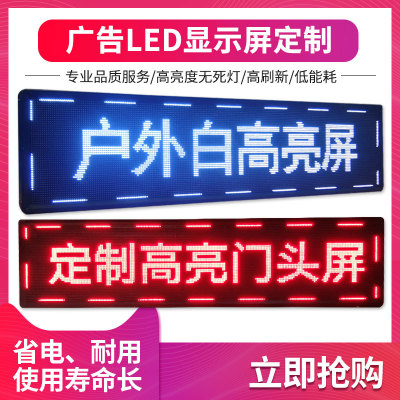 广告LED显示屏定制
专业品质服务/高亮度无死灯/高刷新/低能耗
户外白高亮屏
定制高亮门头屏
省电、耐用
使用寿命长
立即抢购